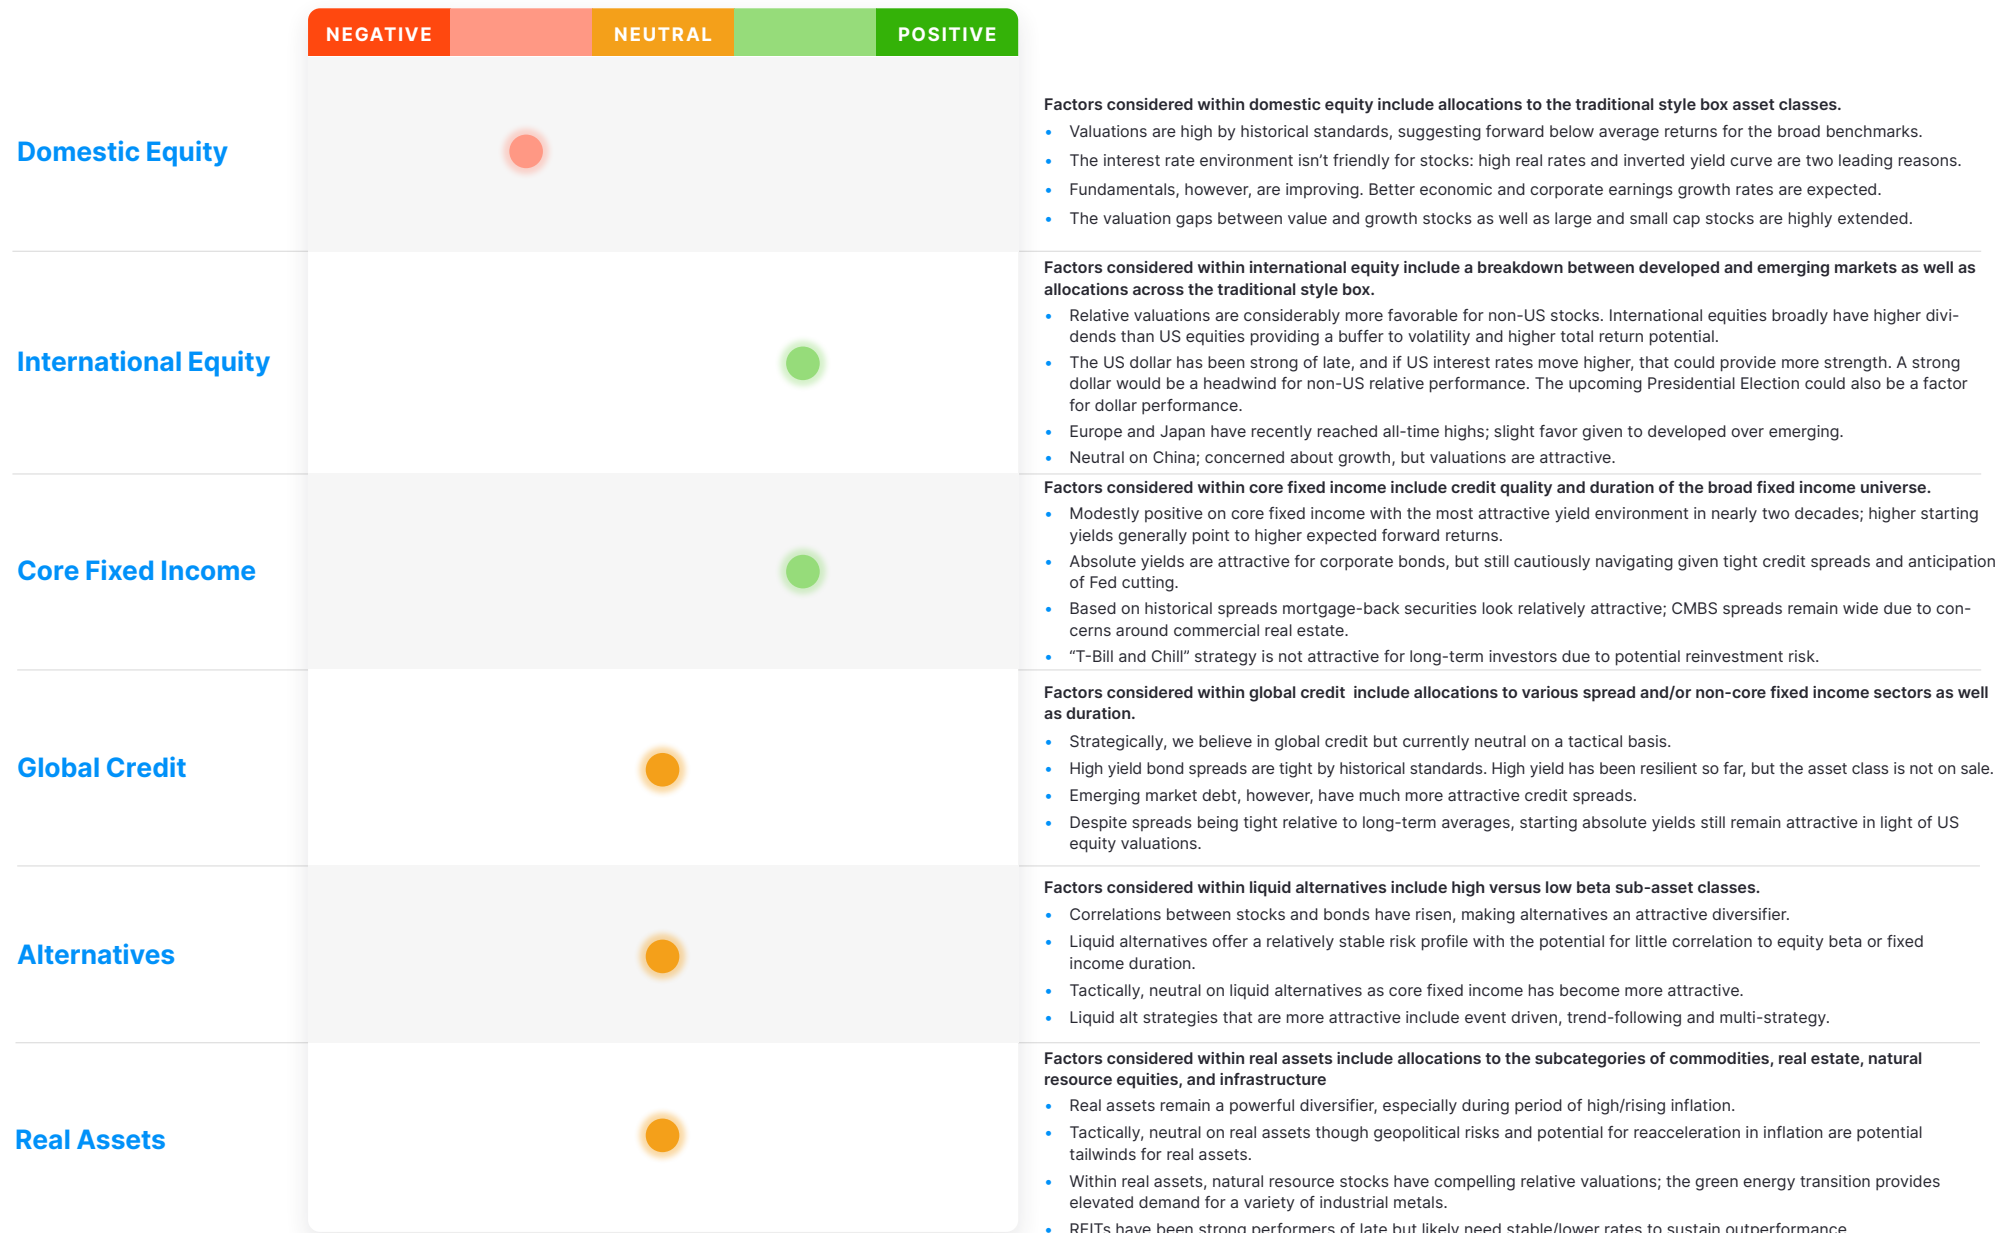 NEGATIVE NEUTRAL POSITIVE
Domestic Equity
Factors considered within domestic equity include allocations to the traditional style box asset classes.
• Valuations are high by historical standards, suggesting forward below average returns for the broad benchmarks.
• The interest rate environment isn’t friendly for stocks: high real rates and inverted yield curve are two leading reasons.
• Fundamentals, however, are improving. Better economic and corporate earnings growth rates are expected.
• The valuation gaps between value and growth stocks as well as large and small cap stocks are highly extended.
International Equity
Factors considered within international equity include a breakdown between developed and emerging markets as well as
allocations across the traditional style box.
• Relative valuations are considerably more favorable for non-US stocks. International equities broadly have higher divi-
dends than US equities providing a buffer to volatility and higher total return potential.
• The US dollar has been strong of late, and if US interest rates move higher, that could provide more strength. A strong
dollar would be a headwind for non-US relative performance. The upcoming Presidential Election could also be a factor
for dollar performance.
• Europe and Japan have recently reached all-time highs; slight favor given to developed over emerging.
• Neutral on China; concerned about growth, but valuations are attractive.
Core Fixed Income
Factors considered within core fixed income include credit quality and duration of the broad fixed income universe.
• Modestly positive on core fixed income with the most attractive yield environment in nearly two decades; higher starting
yields generally point to higher expected forward returns.
• Absolute yields are attractive for corporate bonds, but still cautiously navigating given tight credit spreads and anticipation
of Fed cutting.
• Based on historical spreads mortgage-back securities look relatively attractive; CMBS spreads remain wide due to con-
cerns around commercial real estate.
• “T-Bill and Chill” strategy is not attractive for long-term investors due to potential reinvestment risk.
Global Credit
Factors considered within global credit include allocations to various spread and/or non-core fixed income sectors as well
as duration.
• Strategically, we believe in global credit but currently neutral on a tactical basis.
• High yield bond spreads are tight by historical standards. High yield has been resilient so far, but the asset class is not on sale.
• Emerging market debt, however, have much more attractive credit spreads.
• Despite spreads being tight relative to long-term averages, starting absolute yields still remain attractive in light of US
equity valuations.
Alternatives
Factors considered within liquid alternatives include high versus low beta sub-asset classes.
• Correlations between stocks and bonds have risen, making alternatives an attractive diversifier.
• Liquid alternatives offer a relatively stable risk profile with the potential for little correlation to equity beta or fixed
income duration.
• Tactically, neutral on liquid alternatives as core fixed income has become more attractive.
• Liquid alt strategies that are more attractive include event driven, trend-following and multi-strategy.
Real Assets
Factors considered within real assets include allocations to the subcategories of commodities, real estate, natural
resource equities, and infrastructure
• Real assets remain a powerful diversifier, especially during period of high/rising inflation.
• Tactically, neutral on real assets though geopolitical risks and potential for reacceleration in inflation are potential
tailwinds for real assets.
• Within real assets, natural resource stocks have compelling relative valuations; the green energy transition provides
elevated demand for a variety of industrial metals.
• REITs have been strong performers of late but likely need stable/lower rates to sustain outperformance